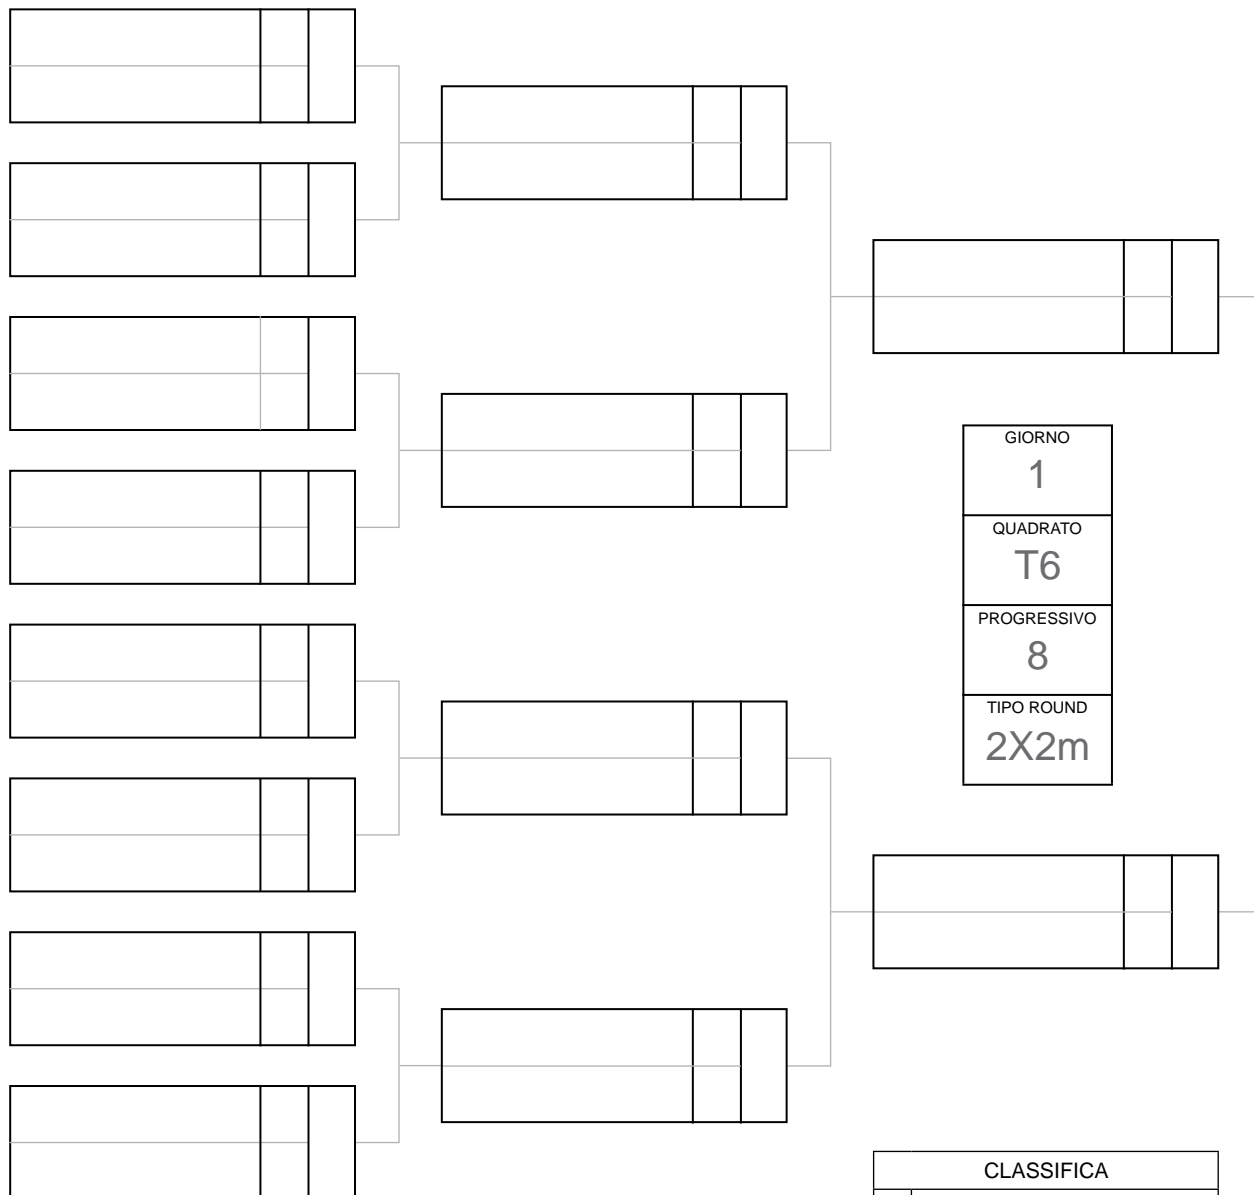 GIORNO
1
QUADRATO
T6
PROGRESSIVO
8
TIPO ROUND
2X2m
CLASSIFICA